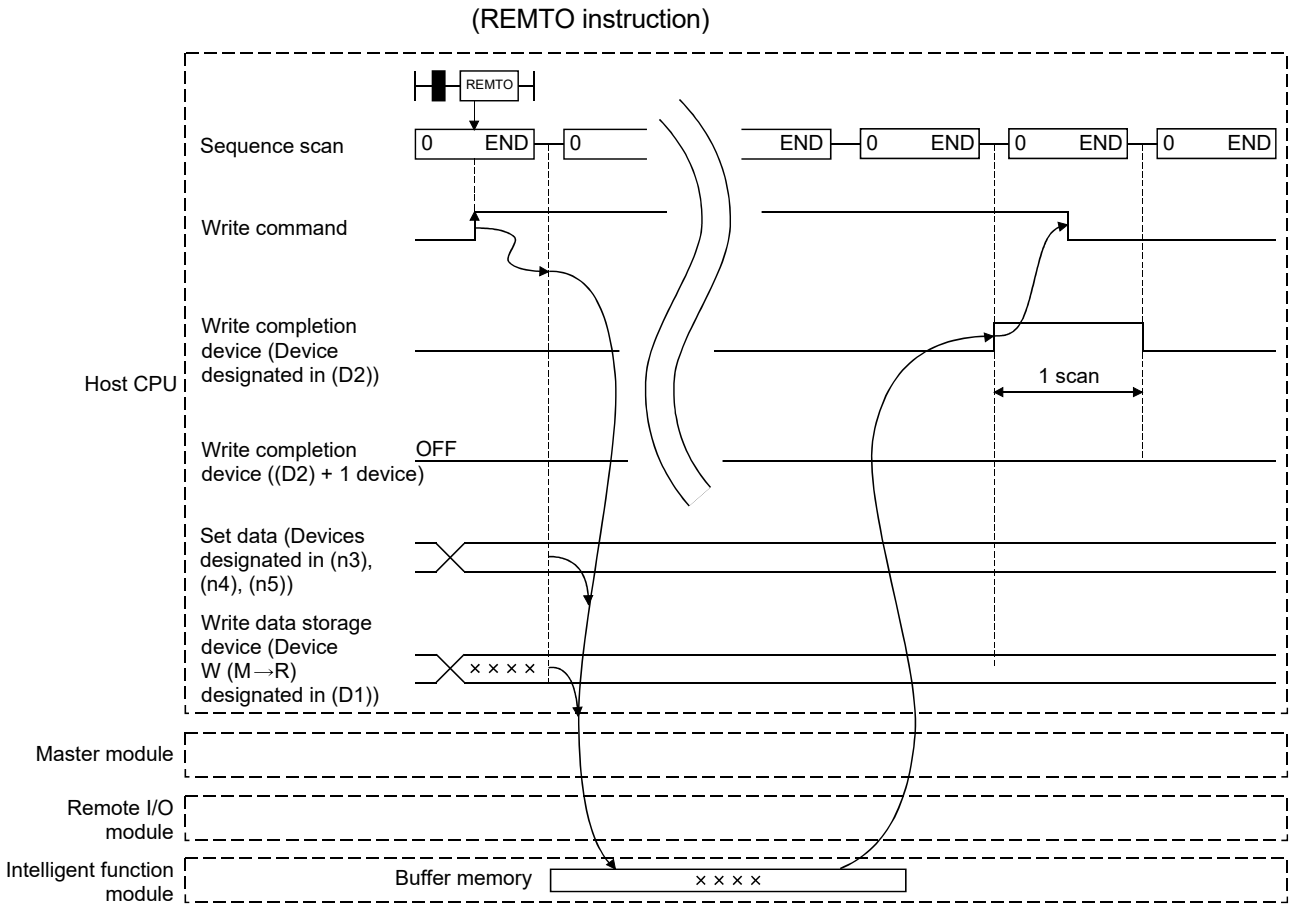 (REMTO instruction)
REMTO
Sequence scan
0 END 0 END 0 END 0 END 0 END
Write command
Write completion
device (Device
designated in (D2))
1 scan
Host CPU
Write completion
device ((D2) + 1 device)
OFF
Set data (Devices
designated in (n3),
(n4), (n5))
Write data storage
device (Device
W (M→R)
designated in (D1))
××××
Master module
Remote I/O
module
Intelligent function
module
Buffer memory
××××